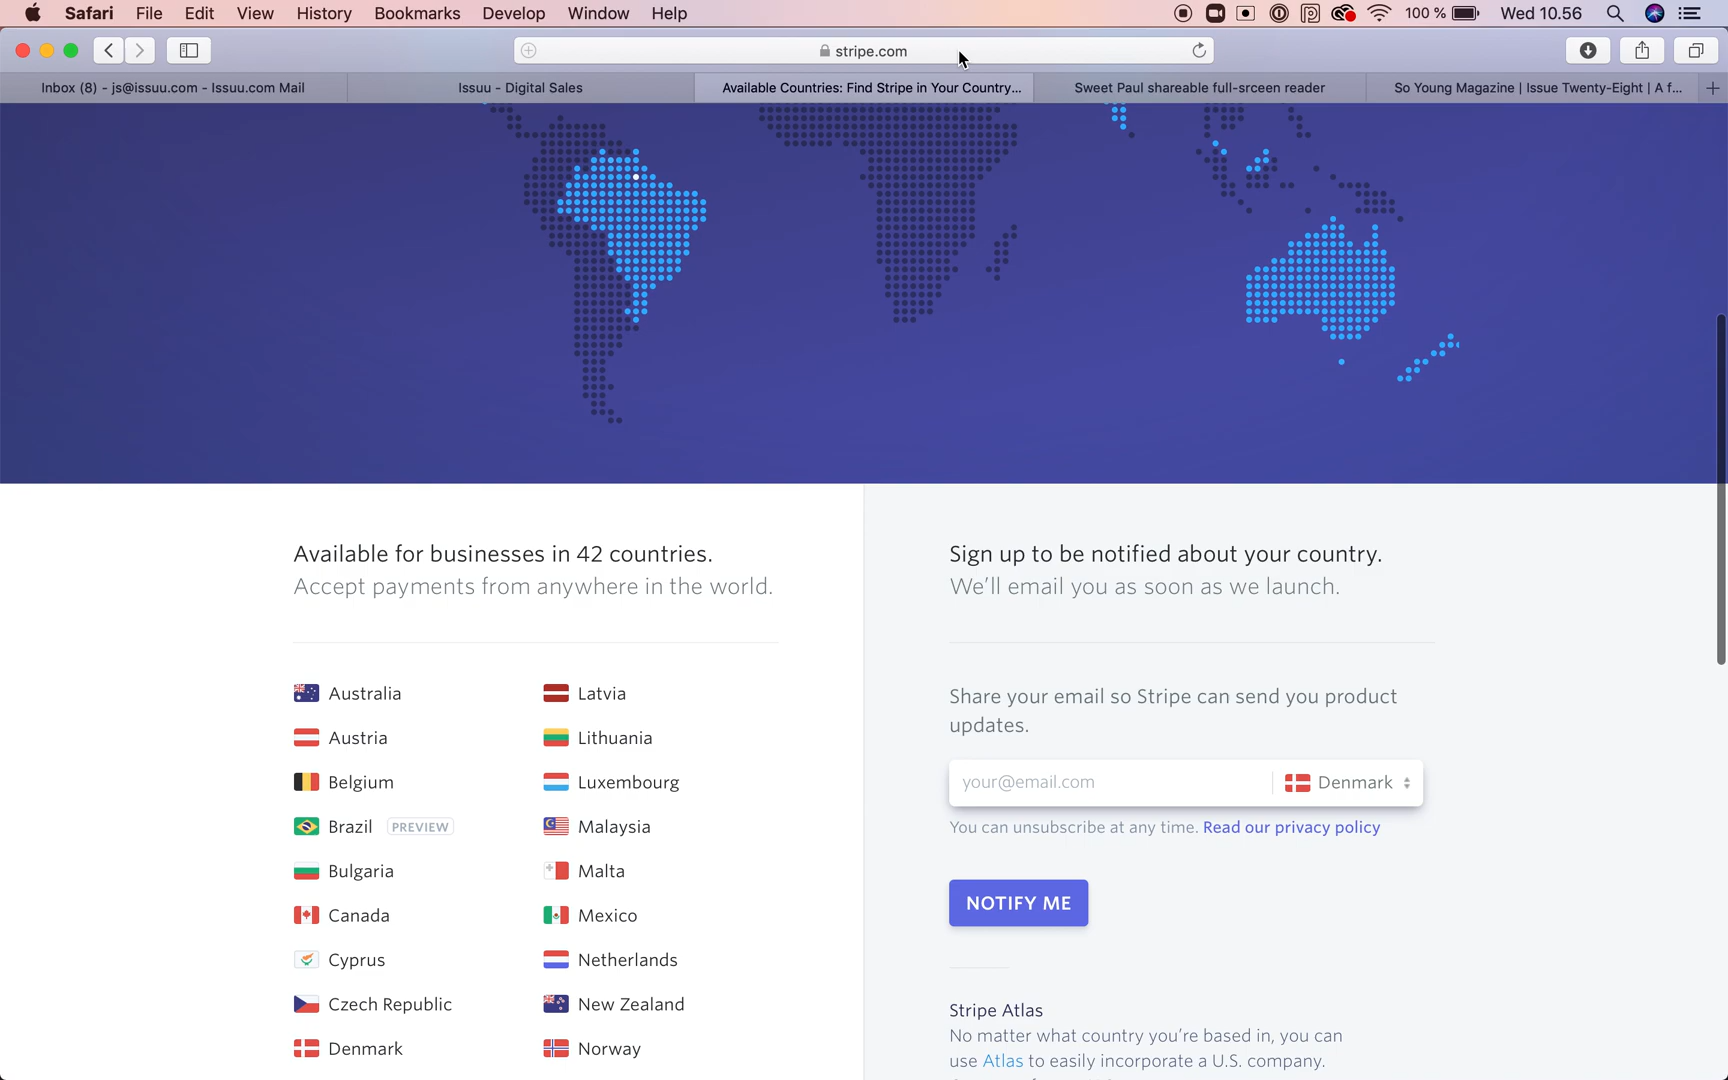 Safari File Edit View History Bookmarks Develop Window Help 100 % Wed 10.56
stripe.com
Inbox (8) - js@issuu.com - Issuu.com Mail
Issuu - Digital Sales
Available Countries: Find Stripe in Your Country...
Sweet Paul shareable full-srceen reader
So Young Magazine | Issue Twenty-Eight | A f...
Available for businesses in 42 countries.
Accept payments from anywhere in the world.
Australia
Austria
Belgium
Brazil PREVIEW
Bulgaria
Canada
Cyprus
Czech Republic
Denmark
Latvia
Lithuania
Luxembourg
Malaysia
Malta
Mexico
Netherlands
New Zealand
Norway
Sign up to be notified about your country.
We’ll email you as soon as we launch.
Share your email so Stripe can send you product
updates.
your@email.com Denmark
You can unsubscribe at any time. Read our privacy policy
NOTIFY ME
Stripe Atlas
No matter what country you’re based in, you can
use Atlas to easily incorporate a U.S. company.